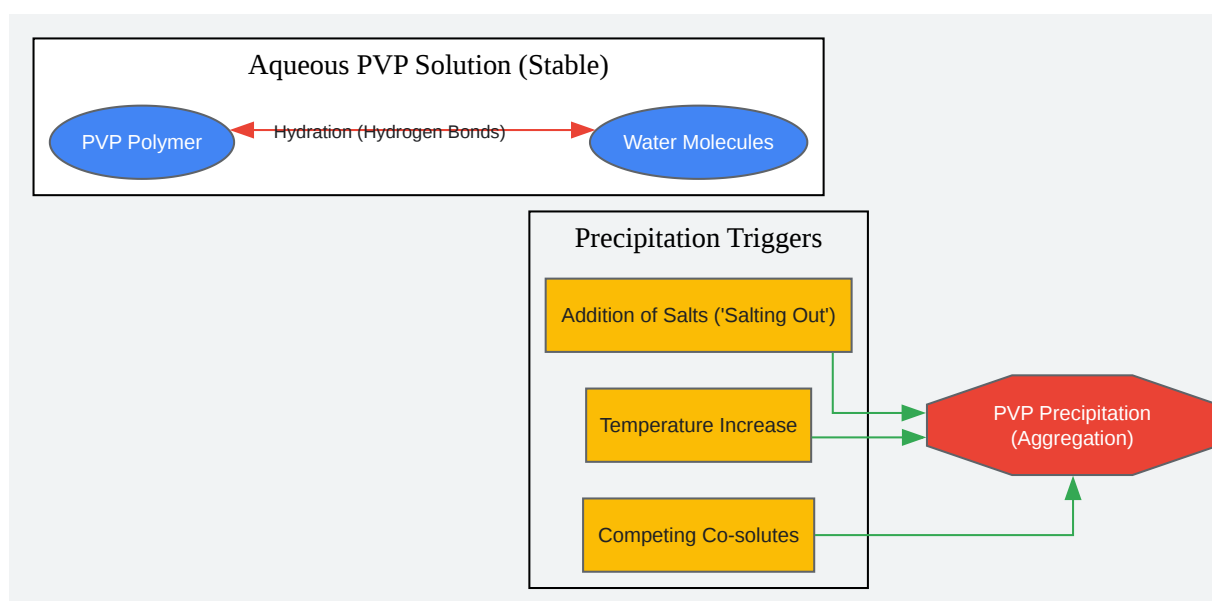 Aqueous PVP Solution (Stable)
PVP Polymer
Hydration (Hydrogen Bonds)
Water Molecules
Precipitation Triggers
Addition of Salts ('Salting Out')
Temperature Increase
Competing Co-solutes
PVP Precipitation
(Aggregation)